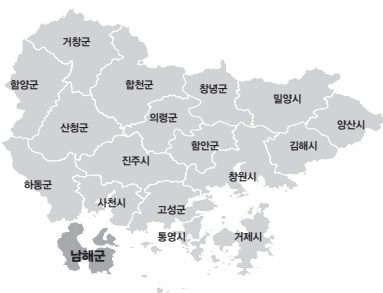 거창군
함양군
합천군
창녕군
밀양시
양산시
의령군
산청군
함안군
김해시
진주시
하동군
창원시
사천시
고성군
통영시
거제시
남해군